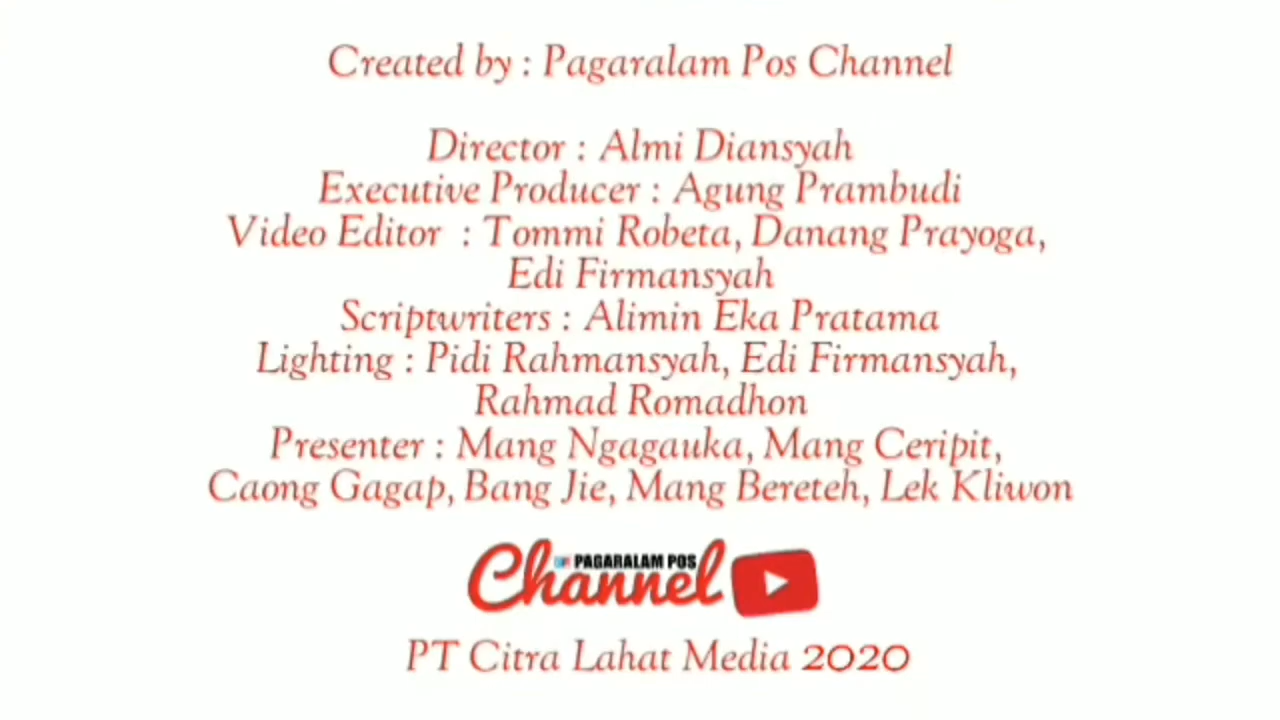 Created by : Pagaralam Pos Channel
Director : Almi Diansyah
Executive Producer : Agung Prambudi
Video Editor : Tommi Robeta, Danang Prayoga,
Edi Firmansyah
Scriptwriters : Alimin Eka Pratama
Lighting : Pidi Rahmansyah, Edi Firmansyah,
Rahmad Romadhon
Presenter : Mang Ngagauka, Mang Ceripit,
Caong Gagap, Bang Jie, Mang Bereteh, Lek Kliwon
PAGARALAM POS
Channel
PT Citra Lahat Media 2020